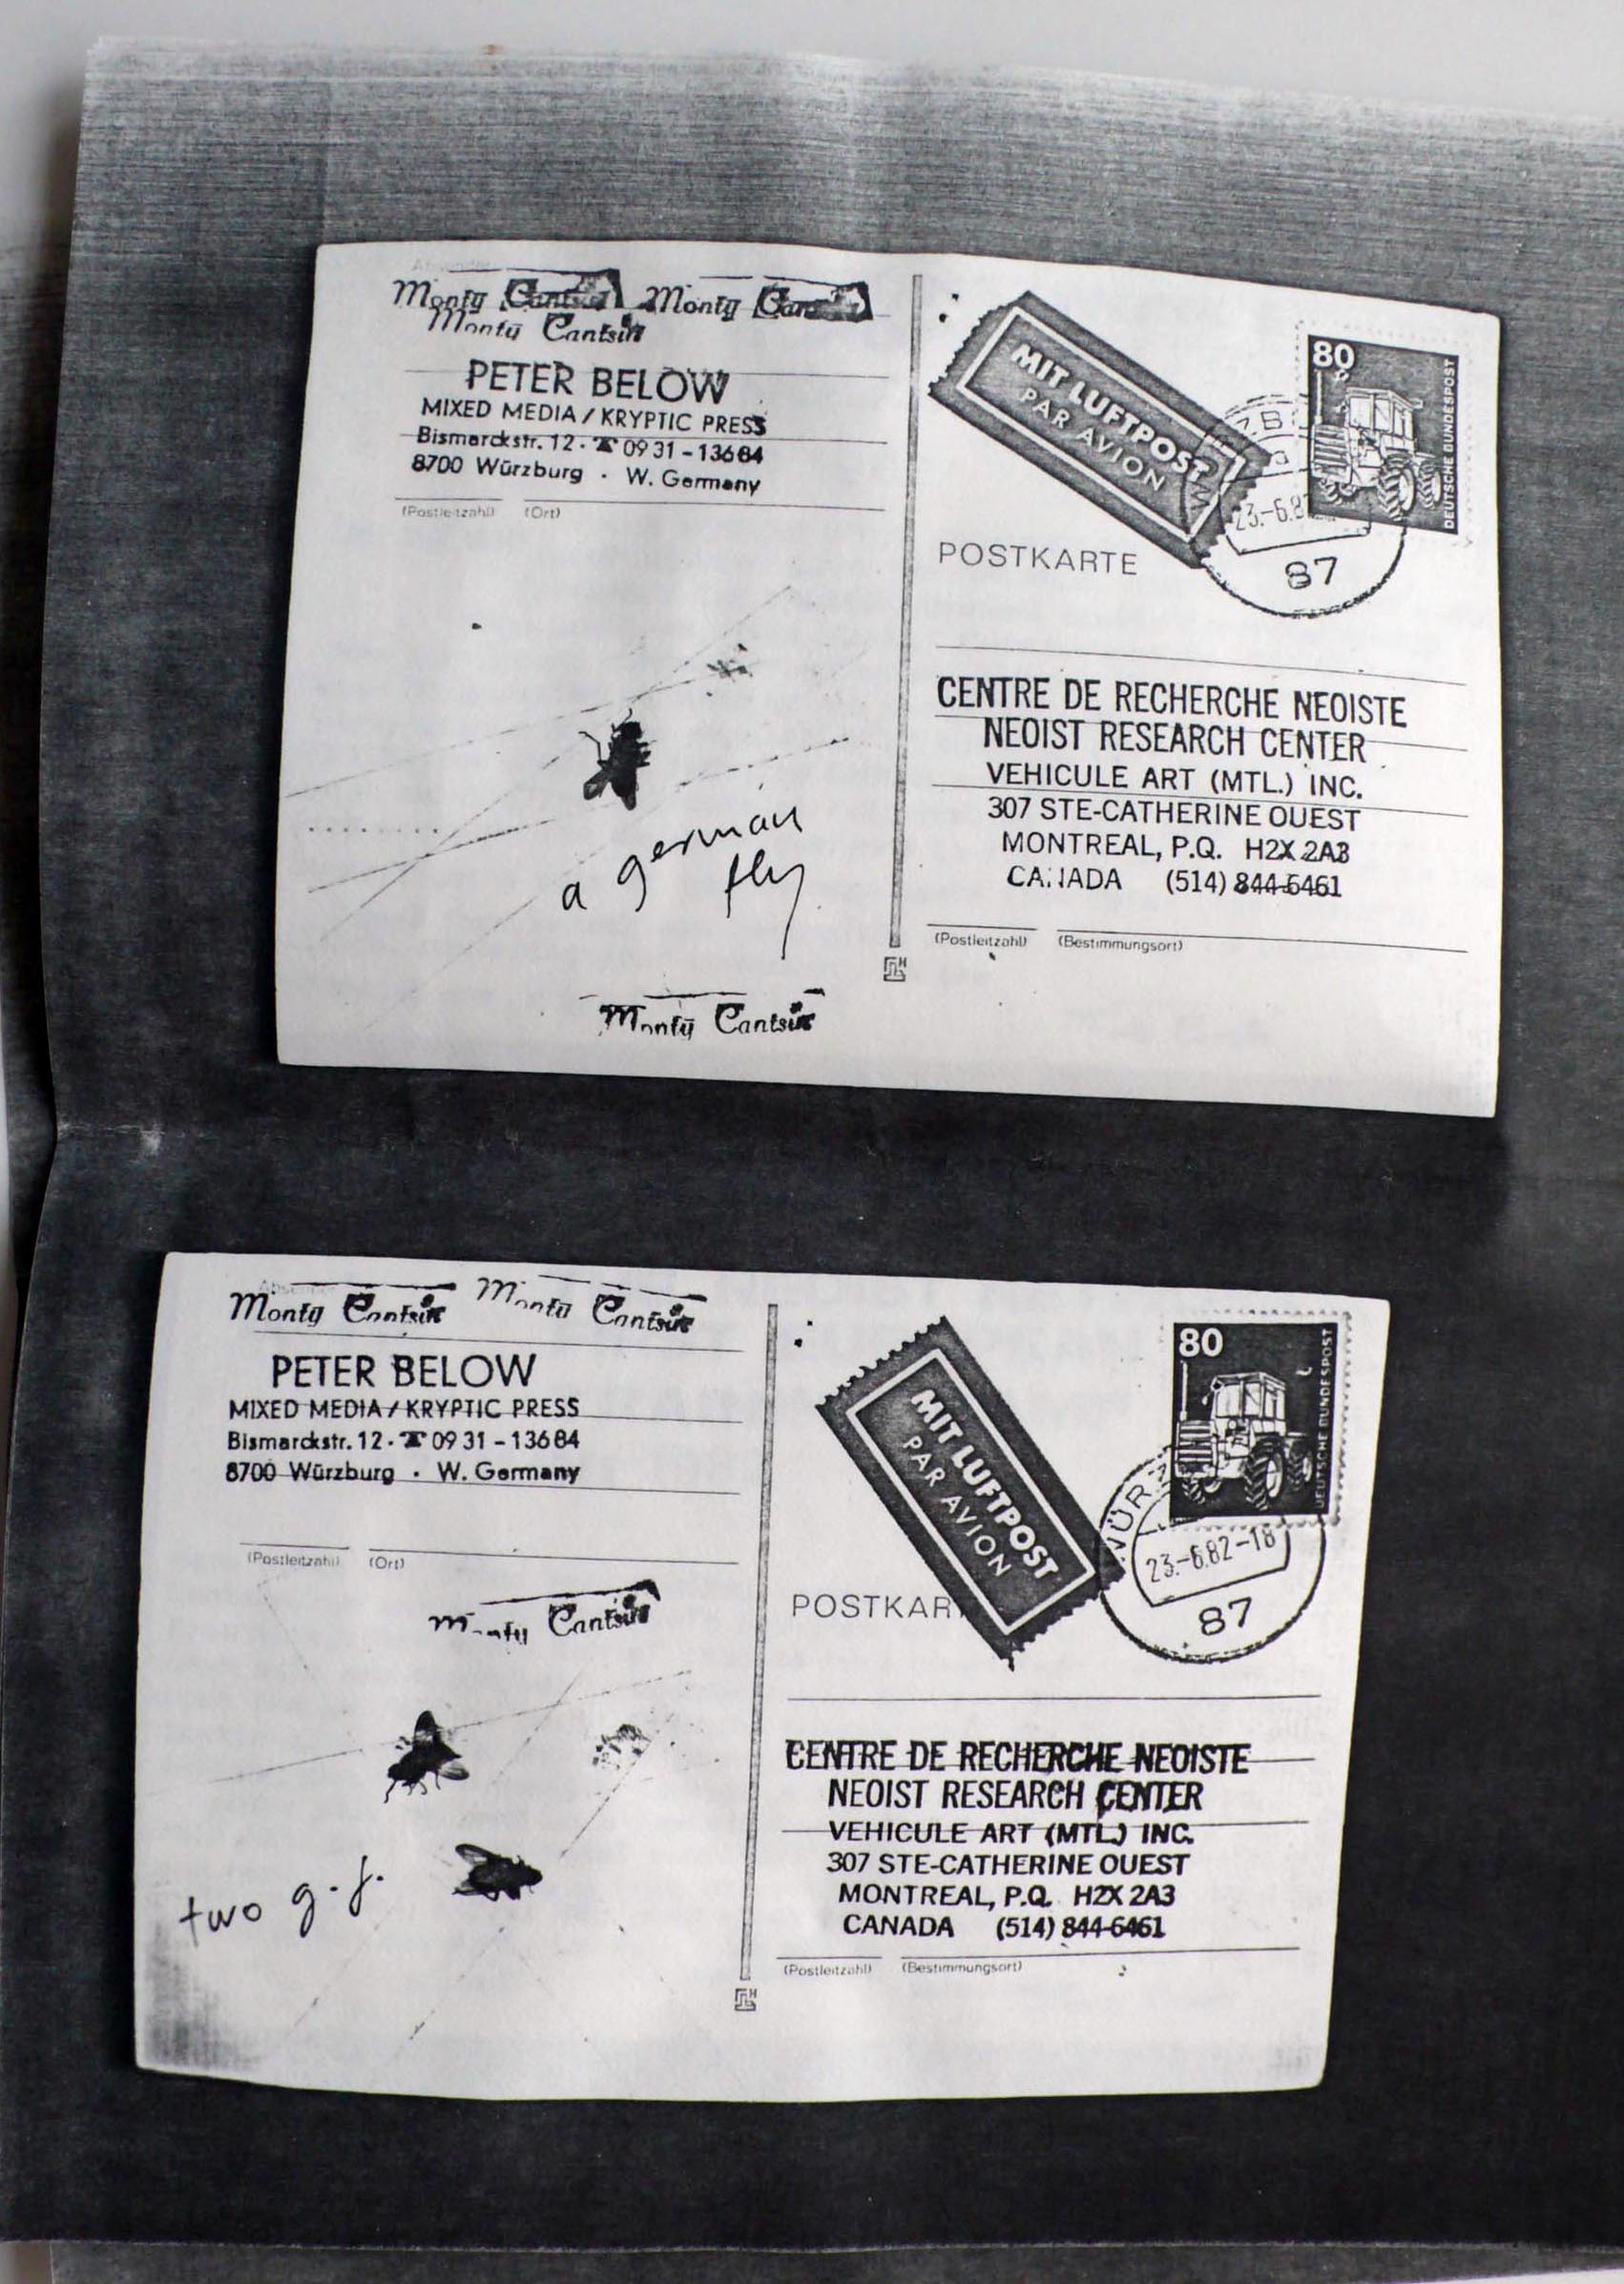 Absender
Monty Cantsin Monty Can
Monty Cantsin
PETER BELOW
MIXED MEDIA / KRYPTIC PRESS
Bismarckstr. 12 · ☎ 09 31 - 136 84
8700 Würzburg · W. Germany
(Postleitzahl) (Ort)
a german
fly
Monty Cantsin
MIT LUFTPOST
PAR AVION
80
DEUTSCHE BUNDESPOST
23.-6.8
87
POSTKARTE
CENTRE DE RECHERCHE NEOISTE
NEOIST RESEARCH CENTER
VEHICULE ART (MTL.) INC.
307 STE-CATHERINE OUEST
MONTREAL, P.Q. H2X 2A3
CANADA (514) 844-6461
(Postleitzahl) (Bestimmungsort)
Monty Cantsin Monty Cantsin
PETER BELOW
MIXED MEDIA / KRYPTIC PRESS
Bismarckstr. 12 · ☎ 09 31 - 136 84
8700 Würzburg · W. Germany
(Postleitzahl) (Ort)
Monty Cantsin
two g. f.
MIT LUFTPOST
PAR AVION
80
DEUTSCHE BUNDESPOST
WÜRZ
23.-6.82-18
87
POSTKAR
CENTRE DE RECHERCHE NEOISTE
NEOIST RESEARCH CENTER
VEHICULE ART (MTL.) INC.
307 STE-CATHERINE OUEST
MONTREAL, P.Q. H2X 2A3
CANADA (514) 844-6461
(Postleitzahl) (Bestimmungsort)